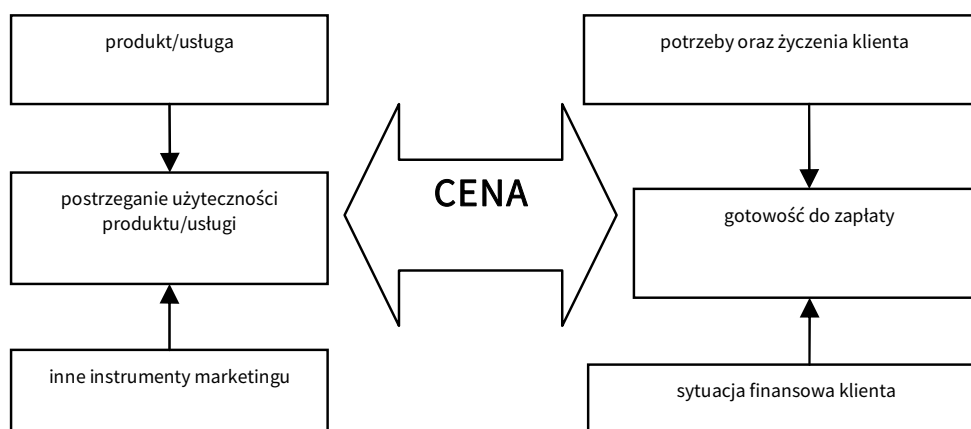 produkt/usługa
potrzeby oraz życzenia klienta
postrzeganie użyteczności
produktu/usługi
CENA
gotowość do zapłaty
inne instrumenty marketingu
sytuacja finansowa klienta